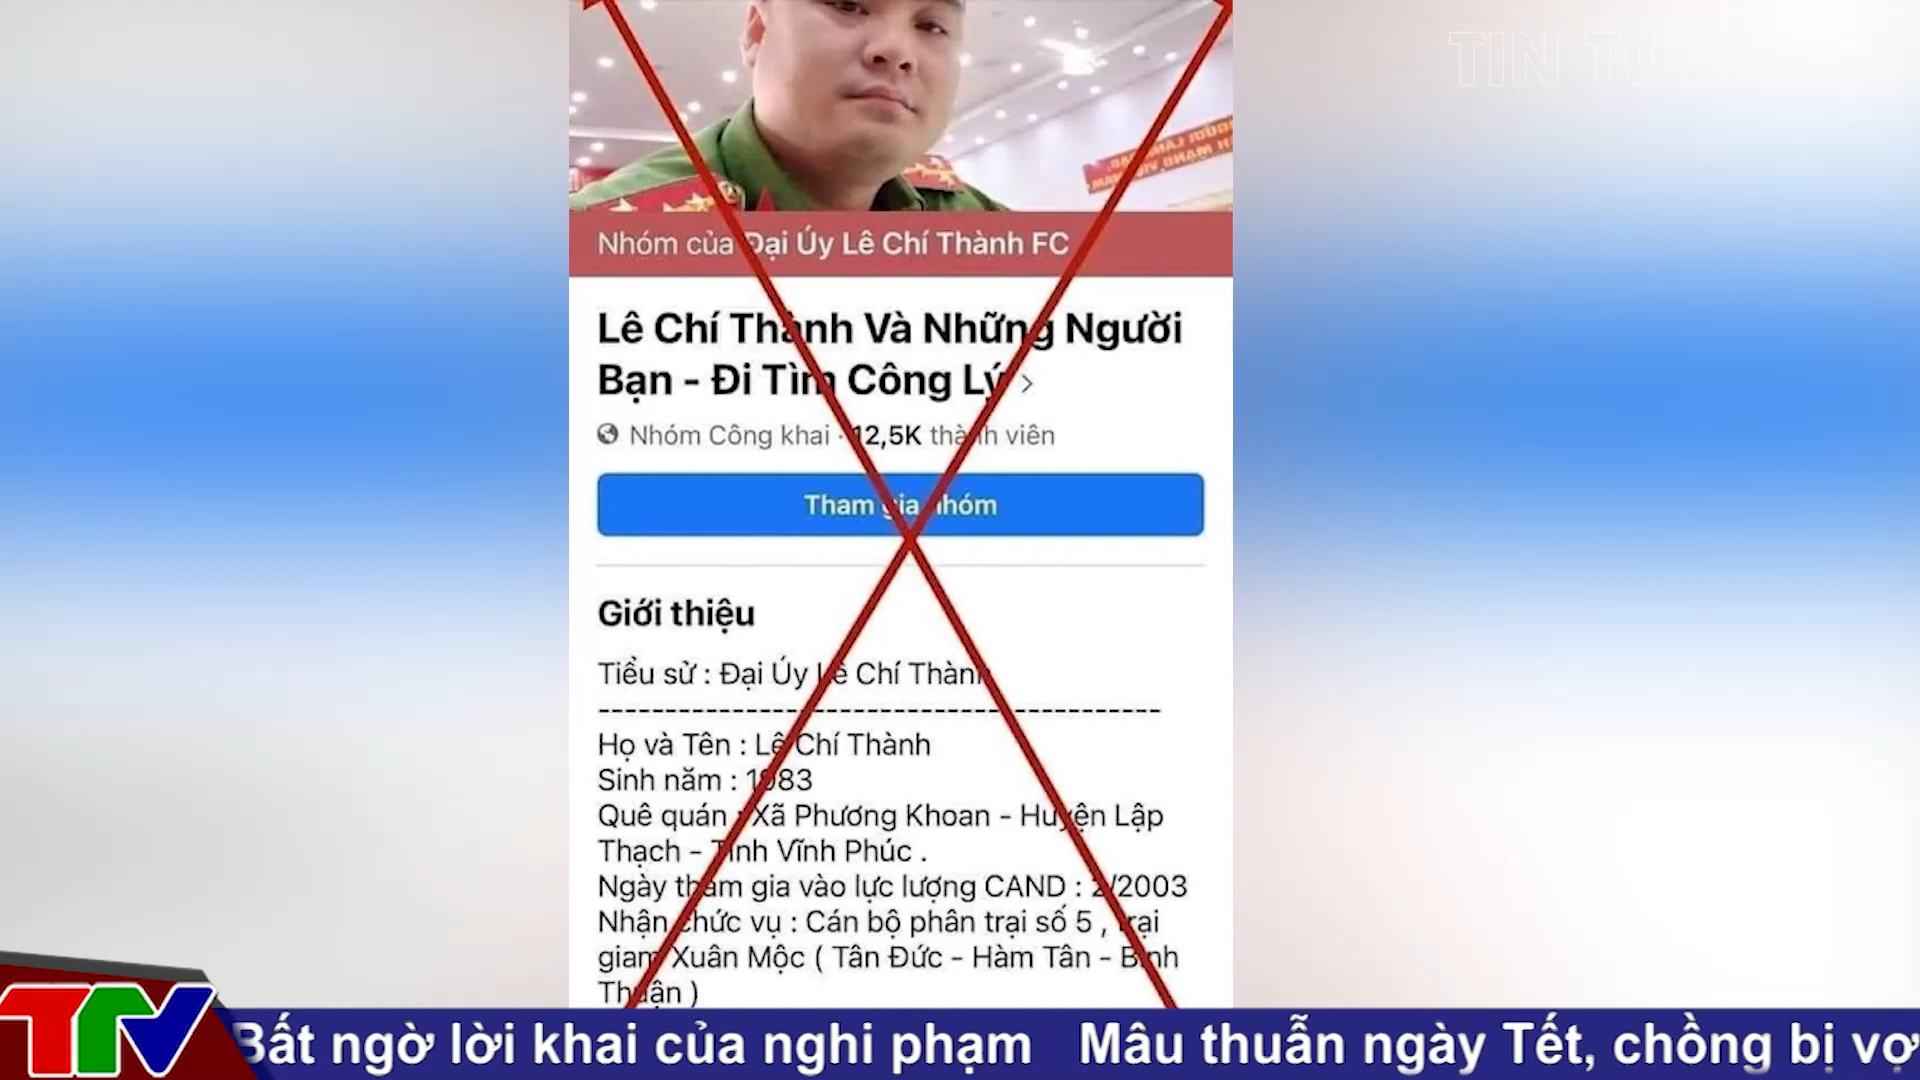 TIN TỨC
Nhóm của Đại Úy Lê Chí Thành FC
Lê Chí Thành Và Những Người
Bạn - Đi Tìm Công Lý >
Nhóm Công khai · 12,5K thành viên
Tham gia nhóm
Giới thiệu
Tiểu sử : Đại Úy Lê Chí Thành
------------------------------------------
Họ và Tên : Lê Chí Thành
Sinh năm : 1983
Quê quán : Xã Phương Khoan - Huyện Lập
Thạch - Tỉnh Vĩnh Phúc .
Ngày tham gia vào lực lượng CAND : 2/2003
Nhận chức vụ : Cán bộ phân trại số 5 , trại
giam Xuân Mộc ( Tân Đức - Hàm Tân - Bình
Thuận )
TTV
Bất ngờ lời khai của nghi phạm Mâu thuẫn ngày Tết, chồng bị vợ